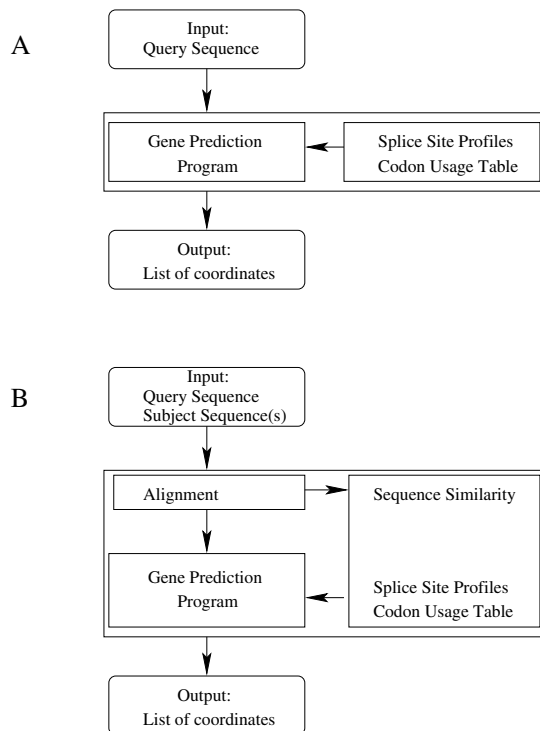 A
Input:
Query Sequence
Gene Prediction
Program
Splice Site Profiles
Codon Usage Table
Output:
List of coordinates
B
Input:
Query Sequence
Subject Sequence(s)
Alignment
Sequence Similarity
Gene Prediction
Program
Splice Site Profiles
Codon Usage Table
Output:
List of coordinates